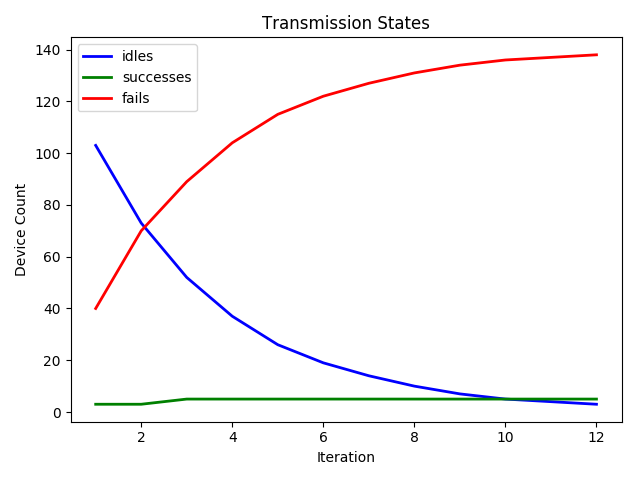 Transmission States
idles
successes
fails
Device Count
140
120
100
80
60
40
20
0
2 4 6 8 10 12
Iteration